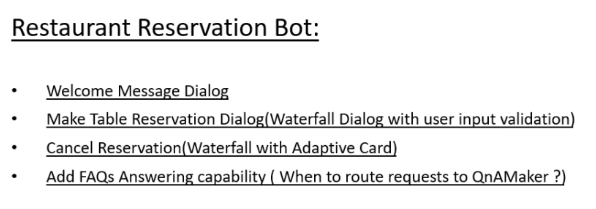 Restaurant Reservation Bot:
• Welcome Message Dialog
• Make Table Reservation Dialog(Waterfall Dialog with user input validation)
• Cancel Reservation(Waterfall with Adaptive Card)
• Add FAQs Answering capability ( When to route requests to QnAMaker ?)